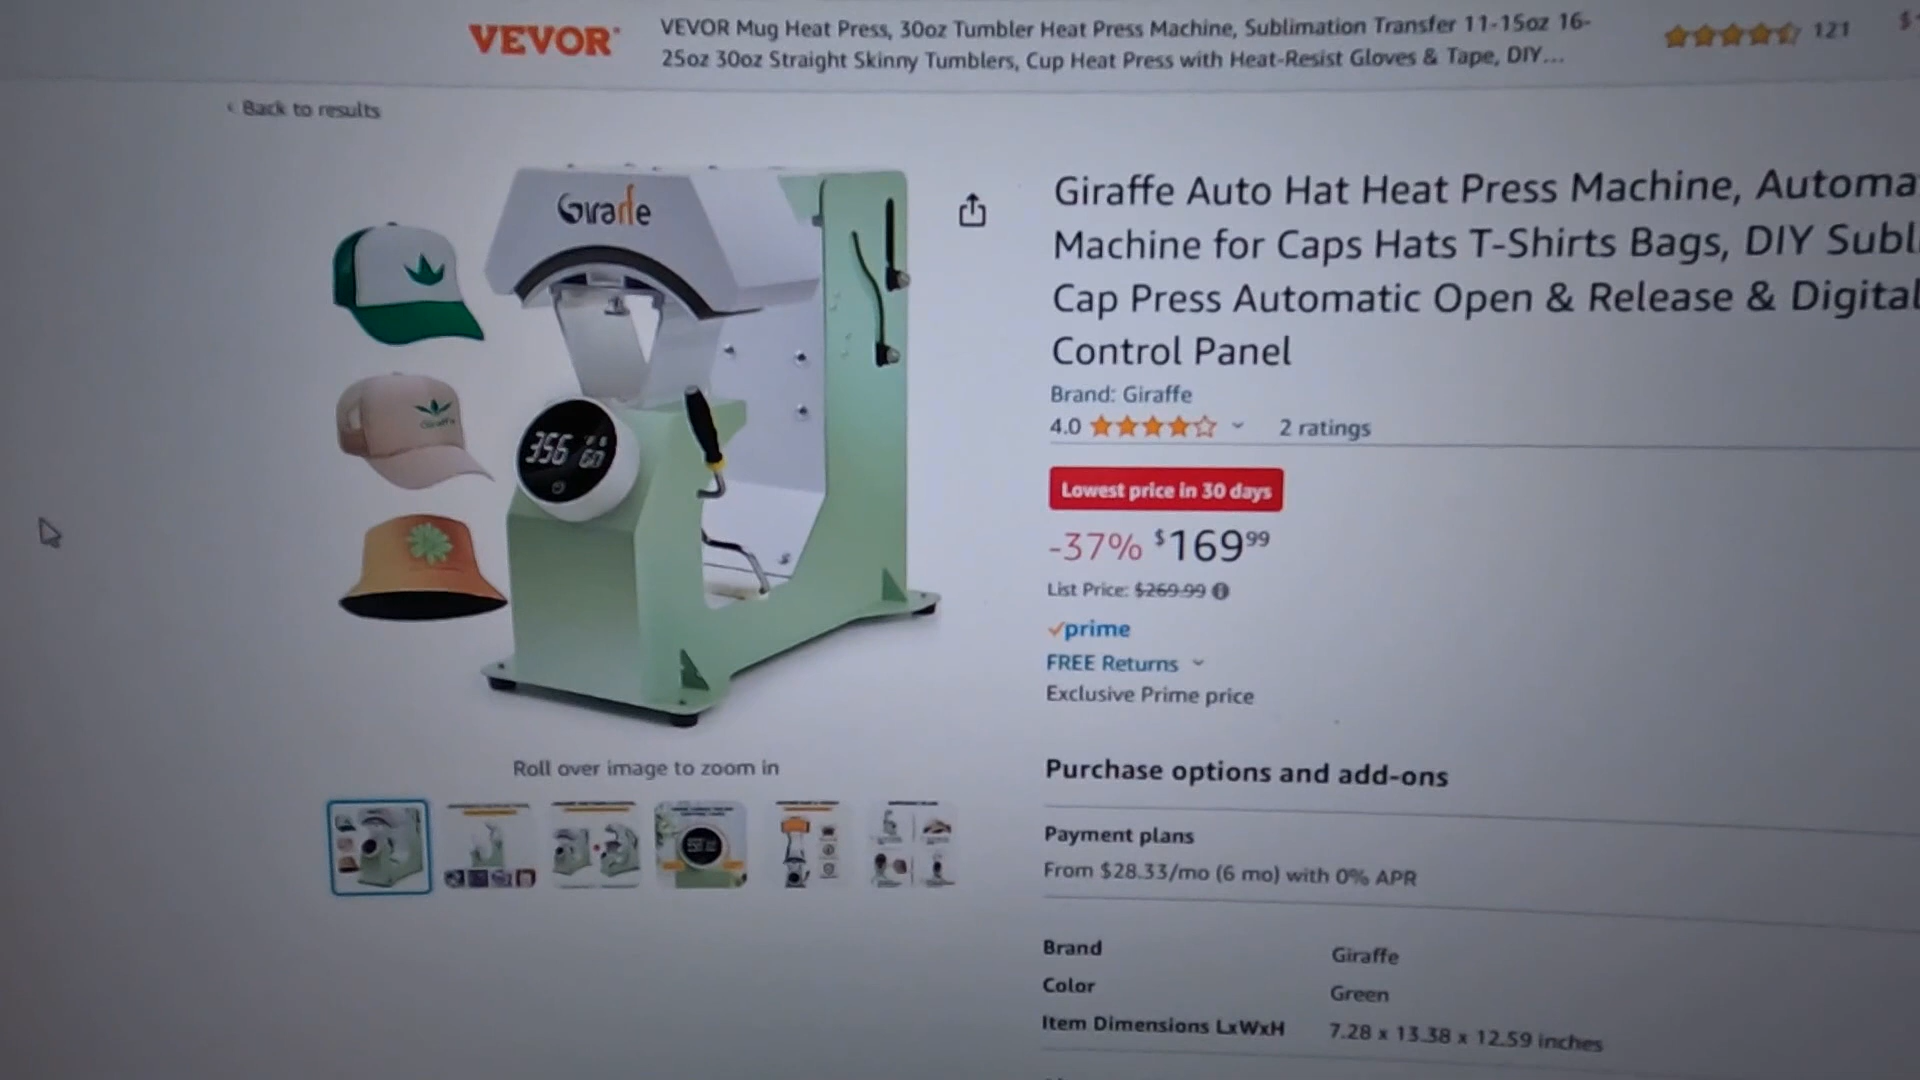 VEVOR
VEVOR Mug Heat Press, 30oz Tumbler Heat Press Machine, Sublimation Transfer 11-15oz 16-
25oz 30oz Straight Skinny Tumblers, Cup Heat Press with Heat-Resist Gloves & Tape, DIY...
121
$
‹ Back to results
Giraffe
356
60
Giraffe Auto Hat Heat Press Machine, Automa
Machine for Caps Hats T-Shirts Bags, DIY Subl
Cap Press Automatic Open & Release & Digital
Control Panel
Brand: Giraffe
4.0 2 ratings
Lowest price in 30 days
-37% $169 99
List Price: $269.99
prime
FREE Returns
Exclusive Prime price
Roll over image to zoom in
Purchase options and add-ons
Payment plans
From $28.33/mo (6 mo) with 0% APR
Brand Giraffe
Color Green
Item Dimensions LxWxH 7.28 x 13.38 x 12.59 inches